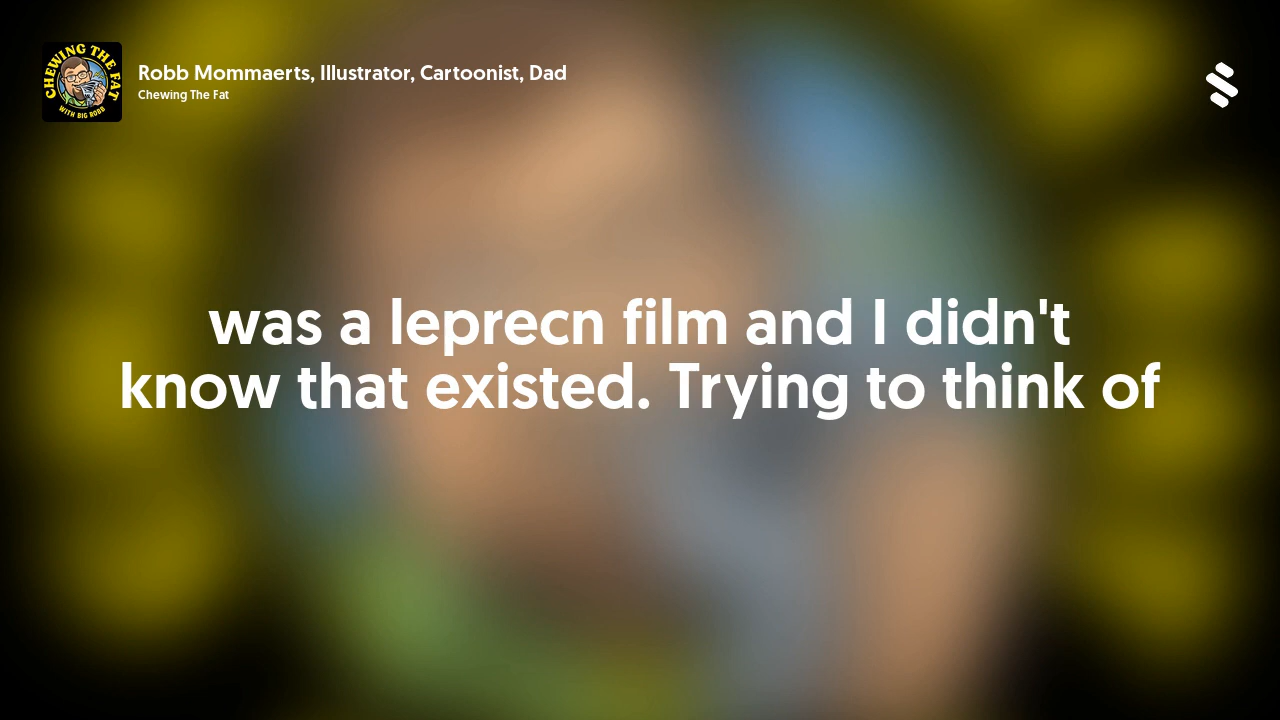 CHEWING THE FAT
WITH BIG ROBB
Robb Mommaerts, Illustrator, Cartoonist, Dad
Chewing The Fat
was a leprecn film and I didn't
know that existed. Trying to think of